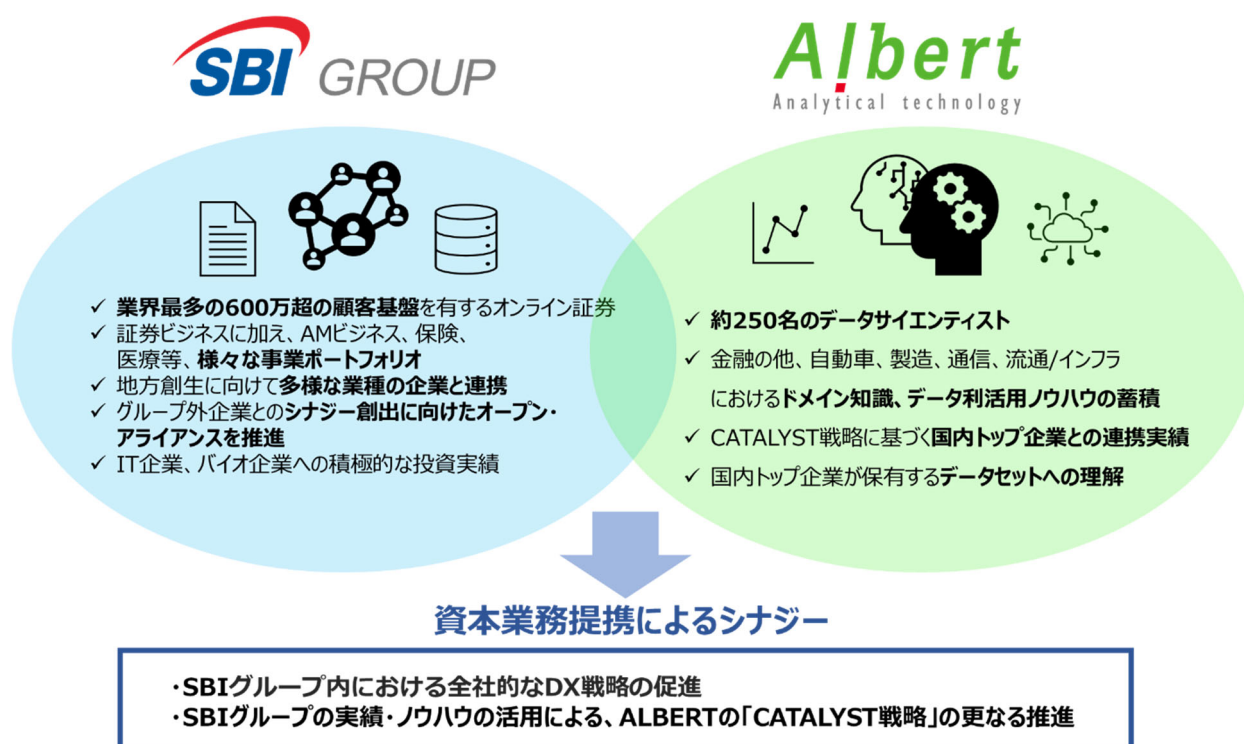 SBI GROUP
Albert
Analytical technology
✓ 業界最多の600万超の顧客基盤を有するオンライン証券
✓ 証券ビジネスに加え、AMビジネス、保険、
医療等、様々な事業ポートフォリオ
✓ 地方創生に向けて多様な業種の企業と連携
✓ グループ外企業とのシナジー創出に向けたオープン・
アライアンスを推進
✓ IT企業、バイオ企業への積極的な投資実績
✓ 約250名のデータサイエンティスト
✓ 金融の他、自動車、製造、通信、流通/インフラ
におけるドメイン知識、データ利活用ノウハウの蓄積
✓ CATALYST戦略に基づく国内トップ企業との連携実績
✓ 国内トップ企業が保有するデータセットへの理解
資本業務提携によるシナジー
・SBIグループ内における全社的なDX戦略の促進
・SBIグループの実績・ノウハウの活用による、ALBERTの「CATALYST戦略」の更なる推進